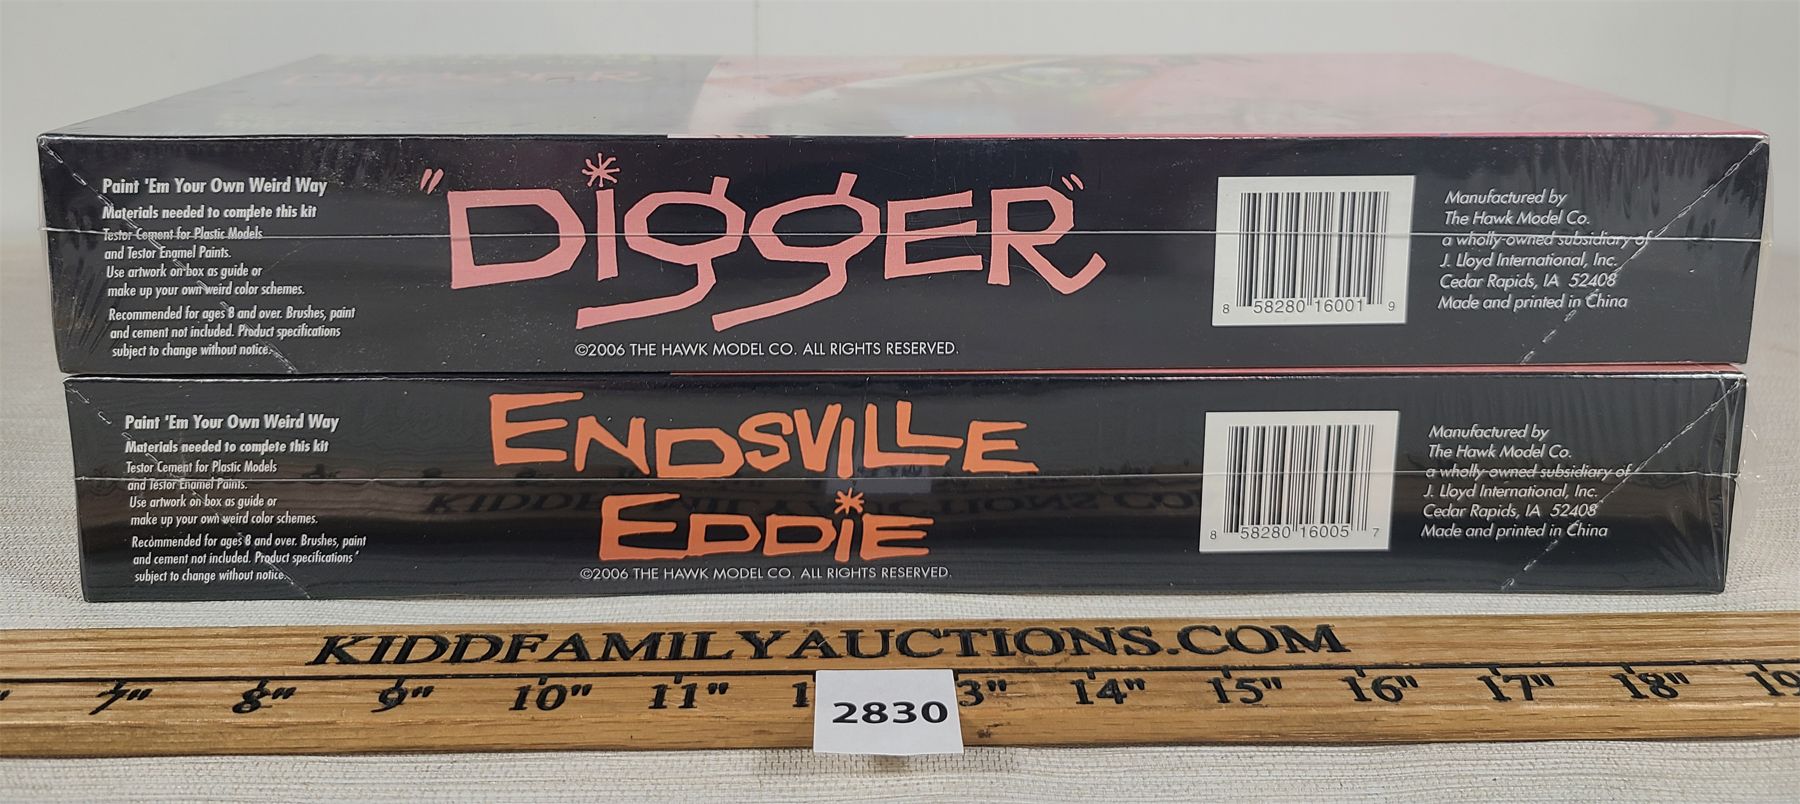 Paint 'Em Your Own Weird Way
Materials needed to complete this kit
Testor Cement for Plastic Models
and Testor Enamel Paints.
Use artwork on box as guide or
make up your own weird color schemes.
Recommended for ages 8 and over. Brushes, paint
and cement not included. Product specifications
subject to change without notice.
"DiggER"
©2006 THE HAWK MODEL CO. ALL RIGHTS RESERVED.
8 58280 16001 9
Manufactured by
The Hawk Model Co.
a wholly-owned subsidiary of
J. Lloyd International, Inc.
Cedar Rapids, IA 52408
Made and printed in China
Paint 'Em Your Own Weird Way
Materials needed to complete this kit
Testor Cement for Plastic Models
and Testor Enamel Paints.
Use artwork on box as guide or
make up your own weird color schemes.
Recommended for ages 8 and over. Brushes, paint
and cement not included. Product specifications
subject to change without notice.
ENDSVILLE
EDDiE
©2006 THE HAWK MODEL CO. ALL RIGHTS RESERVED.
8 58280 16005 7
Manufactured by
The Hawk Model Co.
a wholly-owned subsidiary of
J. Lloyd International, Inc.
Cedar Rapids, IA 52408
Made and printed in China
KIDDFAMILYAUCTIONS.COM
7" 8" 9" 10" 11" 1 3" 14" 15" 16" 17" 18" 19
2830